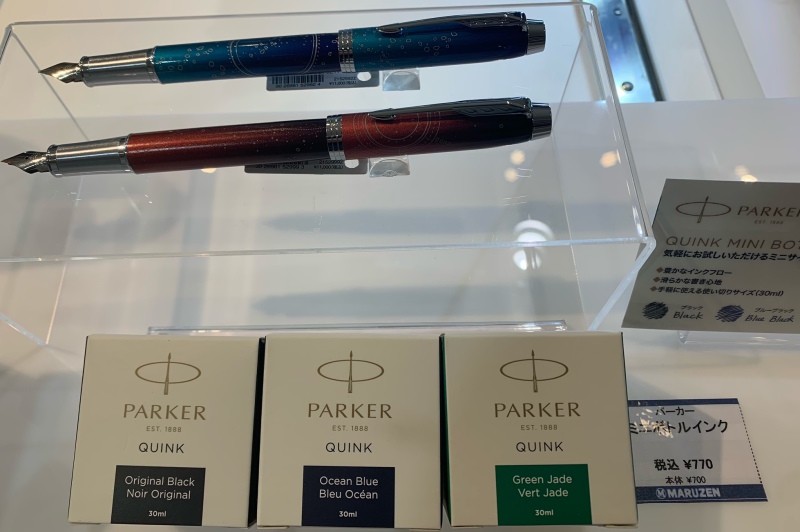 PARKER
EST. 1888
QUINK MINI BOT
気軽にお試しいただけるミニサイ
❖豊かなインクフロー
❖滑らかな書き心地
❖手軽に使える使い切りサイズ(30ml)
ブラック
Black
ブルーブラック
Blue Black
PARKER
EST. 1888
QUINK
Original Black
Noir Original
30ml
PARKER
EST. 1888
QUINK
Ocean Blue
Bleu Océan
30ml
PARKER
EST. 1888
QUINK
Green Jade
Vert Jade
30ml
パーカー
ミニボトルインク
税込 ¥770
本体 ¥700
MARUZEN